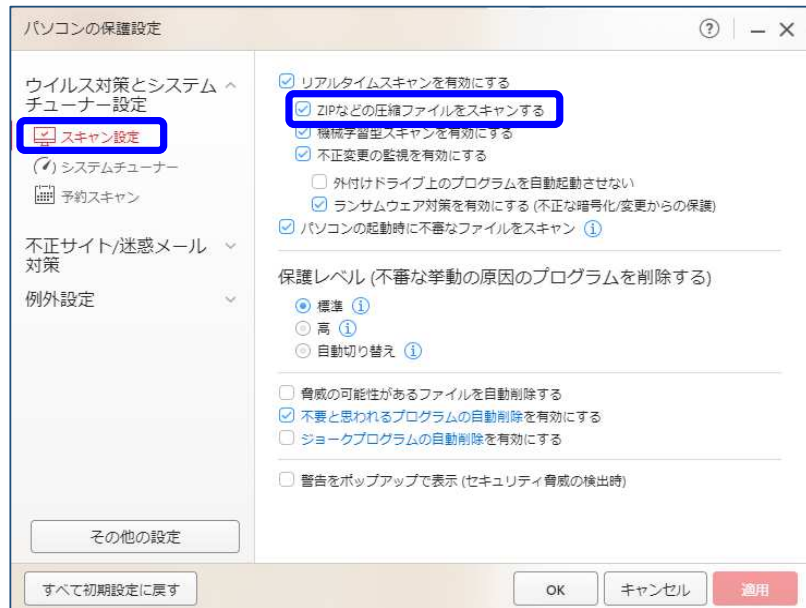 パソコンの保護設定
ウイルス対策とシステム
チューナー設定
スキャン設定
システムチューナー
予約スキャン
不正サイト/迷惑メール
対策
例外設定
その他の設定
リアルタイムスキャンを有効にする
ZIPなどの圧縮ファイルをスキャンする
機械学習型スキャンを有効にする
不正変更の監視を有効にする
外付けドライブ上のプログラムを自動起動させない
ランサムウェア対策を有効にする (不正な暗号化/変更からの保護)
パソコンの起動時に不審なファイルをスキャン
保護レベル (不審な挙動の原因のプログラムを削除する)
標準
高
自動切り替え
脅威の可能性があるファイルを自動削除する
不要と思われるプログラムの自動削除を有効にする
ジョークプログラムの自動削除を有効にする
警告をポップアップで表示 (セキュリティ脅威の検出時)
すべて初期設定に戻す
OK
キャンセル
適用